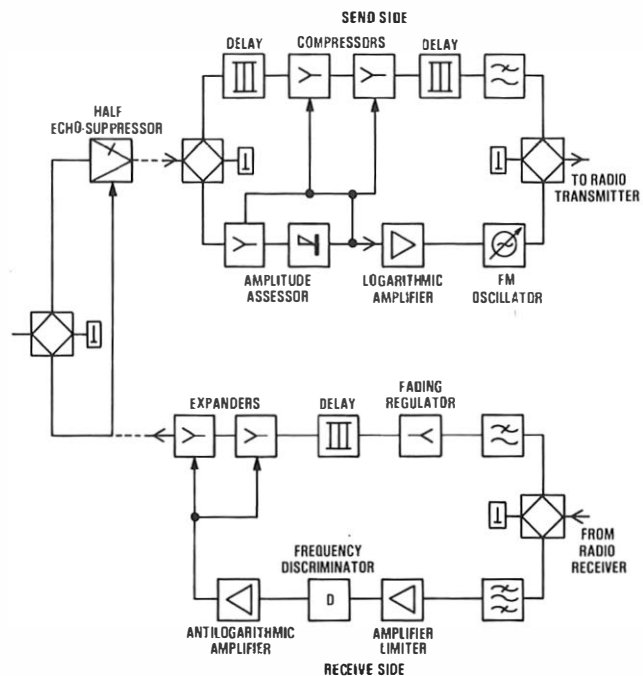 SEND SIDE
DELAY
COMPRESSORS
DELAY
HALF
ECHO-SUPPRESSOR
TO RADIO
TRANSMITTER
AMPLITUDE
ASSESSOR
LOGARITHMIC
AMPLIFIER
FM
OSCILLATOR
EXPANDERS
DELAY
FADING
REGULATOR
FROM
RADIO
RECEIVER
FREQUENCY
DISCRIMINATOR
D
ANTILOGARITHMIC
AMPLIFIER
AMPLIFIER
LIMITER
RECEIVE SIDE